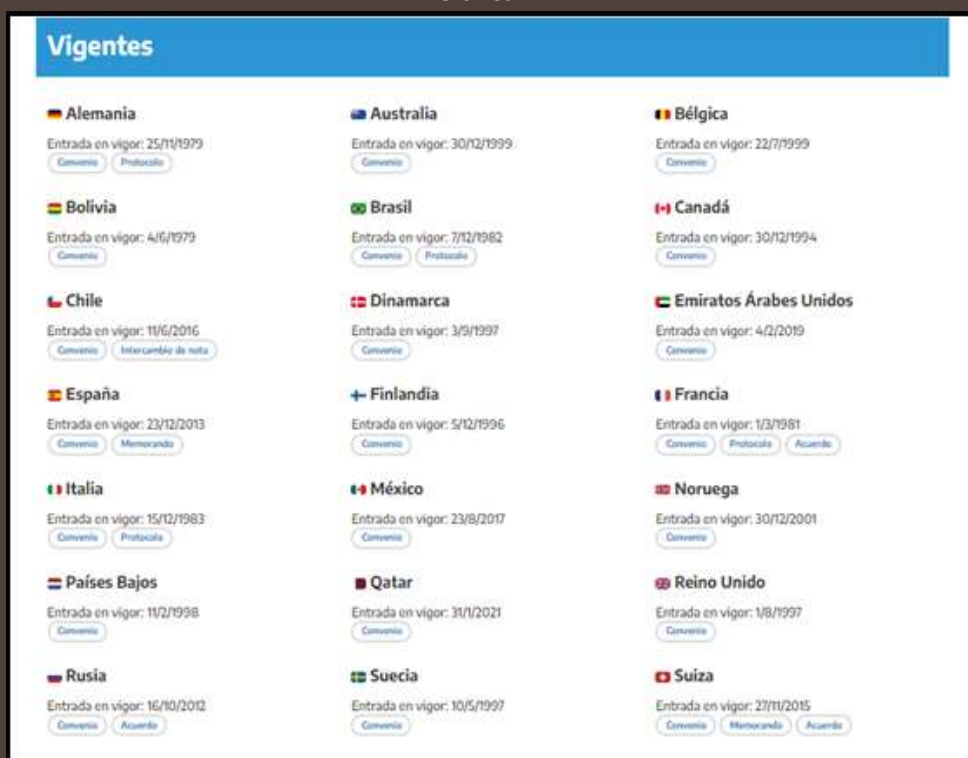 Vigentes
Alemania
Entrada en vigor: 25/11/1979
Convenio Protocolo
Australia
Entrada en vigor: 30/12/1999
Convenio
Bélgica
Entrada en vigor: 22/7/1999
Convenio
Bolivia
Entrada en vigor: 4/6/1979
Convenio
Brasil
Entrada en vigor: 7/12/1982
Convenio Protocolo
Canadá
Entrada en vigor: 30/12/1994
Convenio
Chile
Entrada en vigor: 11/6/2016
Convenio Intercambio de nota
Dinamarca
Entrada en vigor: 3/9/1997
Convenio
Emiratos Árabes Unidos
Entrada en vigor: 4/2/2019
Convenio
España
Entrada en vigor: 23/12/2013
Convenio Memorando
Finlandia
Entrada en vigor: 5/12/1996
Convenio
Francia
Entrada en vigor: 1/3/1981
Convenio Protocolo Acuerdo
Italia
Entrada en vigor: 15/12/1983
Convenio Protocolo
México
Entrada en vigor: 23/8/2017
Convenio
Noruega
Entrada en vigor: 30/12/2001
Convenio
Países Bajos
Entrada en vigor: 11/2/1998
Convenio
Qatar
Entrada en vigor: 31/1/2021
Convenio
Reino Unido
Entrada en vigor: 1/8/1997
Convenio
Rusia
Entrada en vigor: 16/10/2012
Convenio Acuerdo
Suecia
Entrada en vigor: 10/5/1997
Convenio
Suiza
Entrada en vigor: 27/11/2015
Convenio Memorando Acuerdo